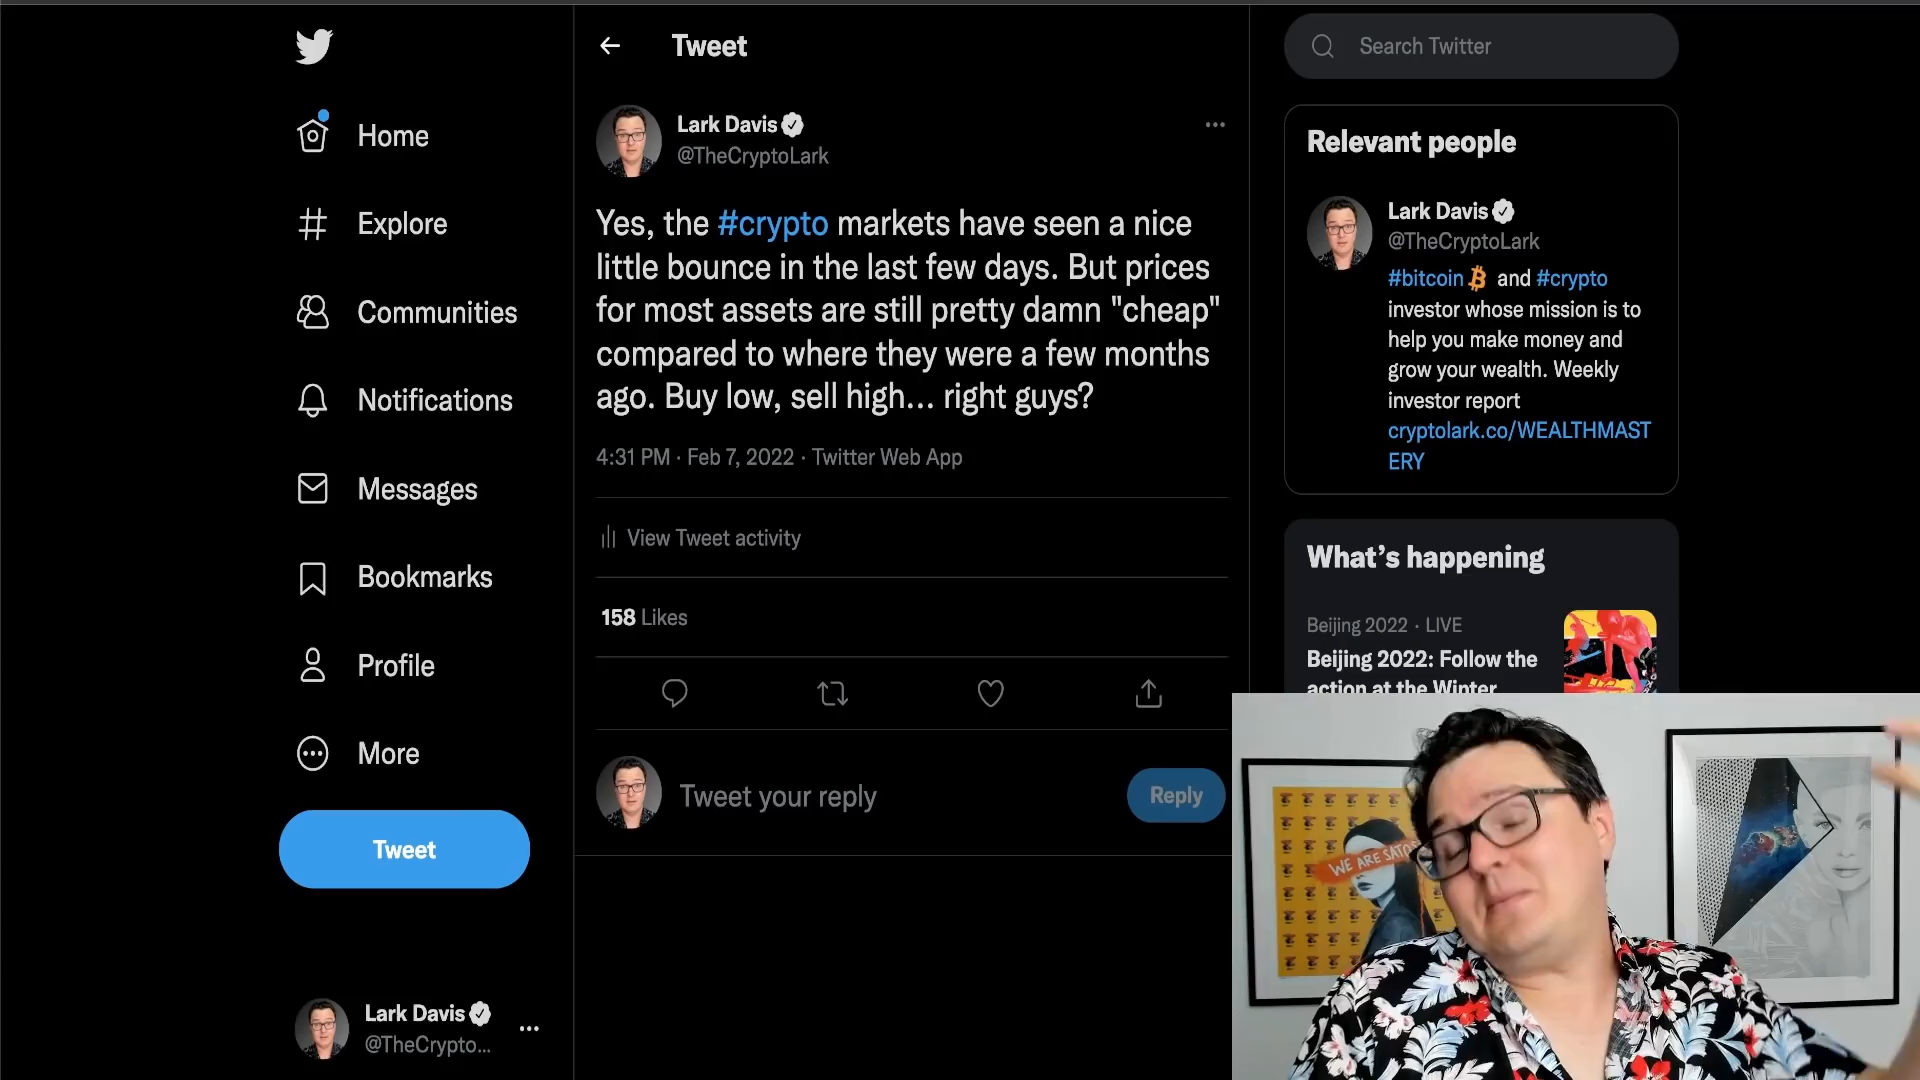 Home
Explore
Communities
Notifications
Messages
Bookmarks
Profile
More
Tweet
Lark Davis
@TheCrypto...
Tweet
Lark Davis
@TheCryptoLark
Yes, the #crypto markets have seen a nice
little bounce in the last few days. But prices
for most assets are still pretty damn "cheap"
compared to where they were a few months
ago. Buy low, sell high... right guys?
4:31 PM · Feb 7, 2022 · Twitter Web App
View Tweet activity
158 Likes
Tweet your reply
Reply
Search Twitter
Relevant people
Lark Davis
@TheCryptoLark
#bitcoin and #crypto
investor whose mission is to
help you make money and
grow your wealth. Weekly
investor report
cryptolark.co/WEALTHMAST
ERY
What's happening
Beijing 2022 · LIVE
Beijing 2022: Follow the
action at the Winter
WE ARE SATO